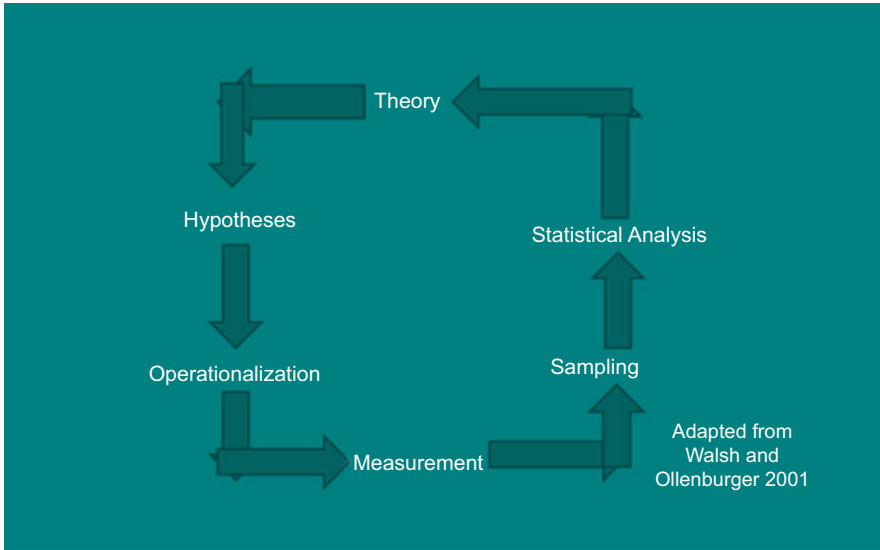 Theory
Hypotheses
Statistical Analysis
Operationalization
Sampling
Measurement
Adapted from
Walsh and
Ollenburger 2001